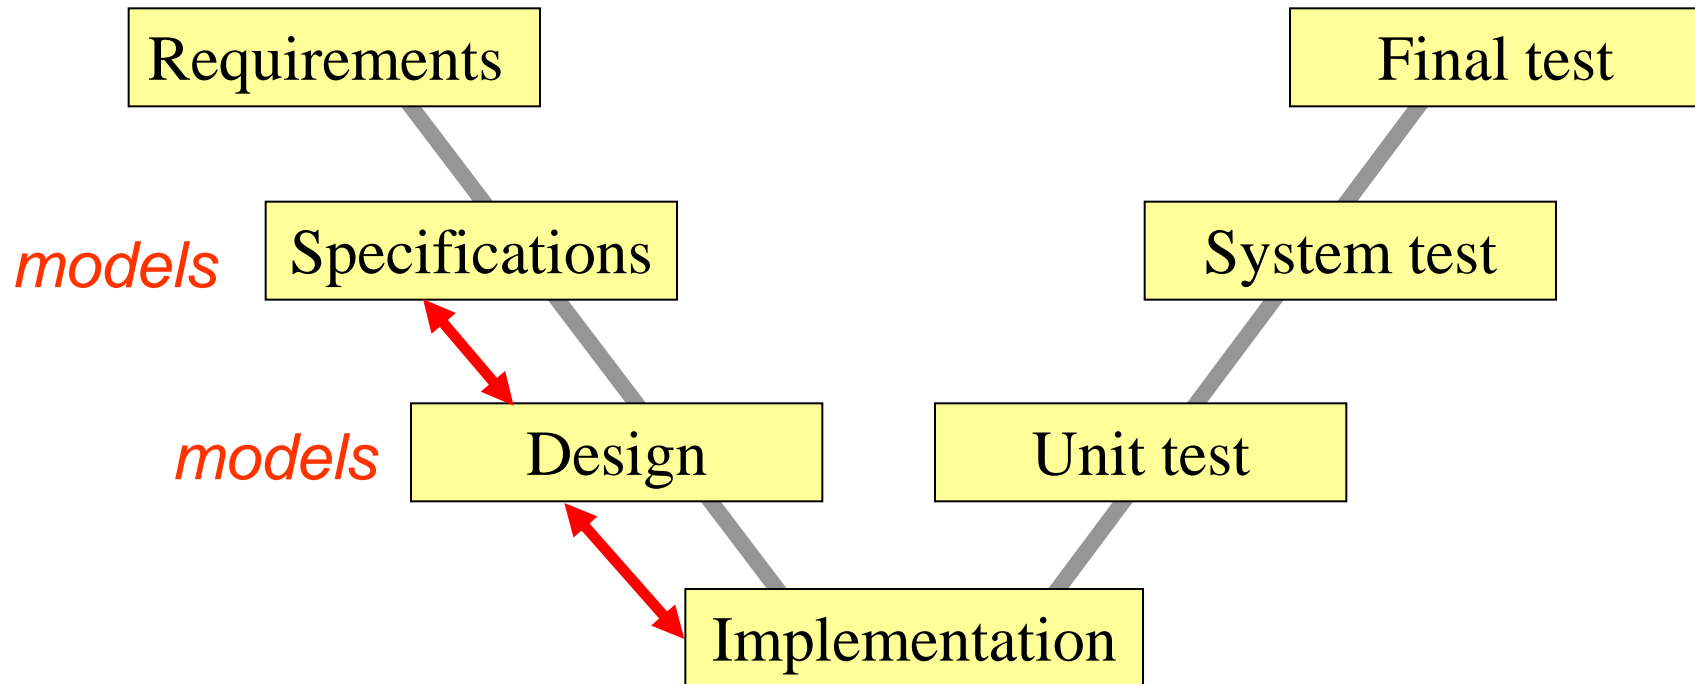 Requirements
Final test
models
Specifications
System test
models
Design
Unit test
Implementation